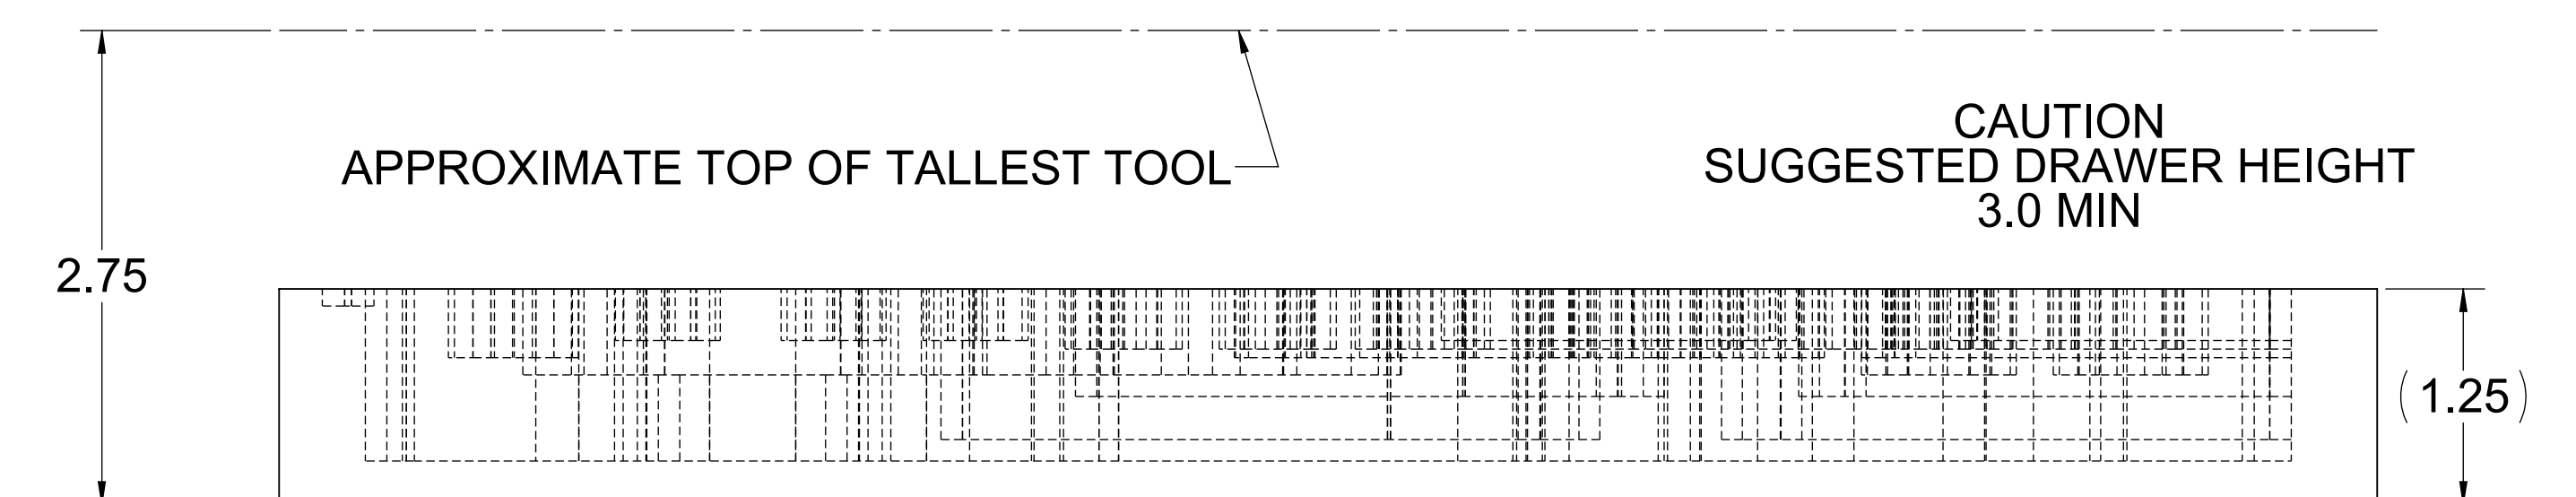 APPROXIMATE TOP OF TALLEST TOOL
CAUTION
SUGGESTED DRAWER HEIGHT
3.0 MIN
2.75
(1.25)